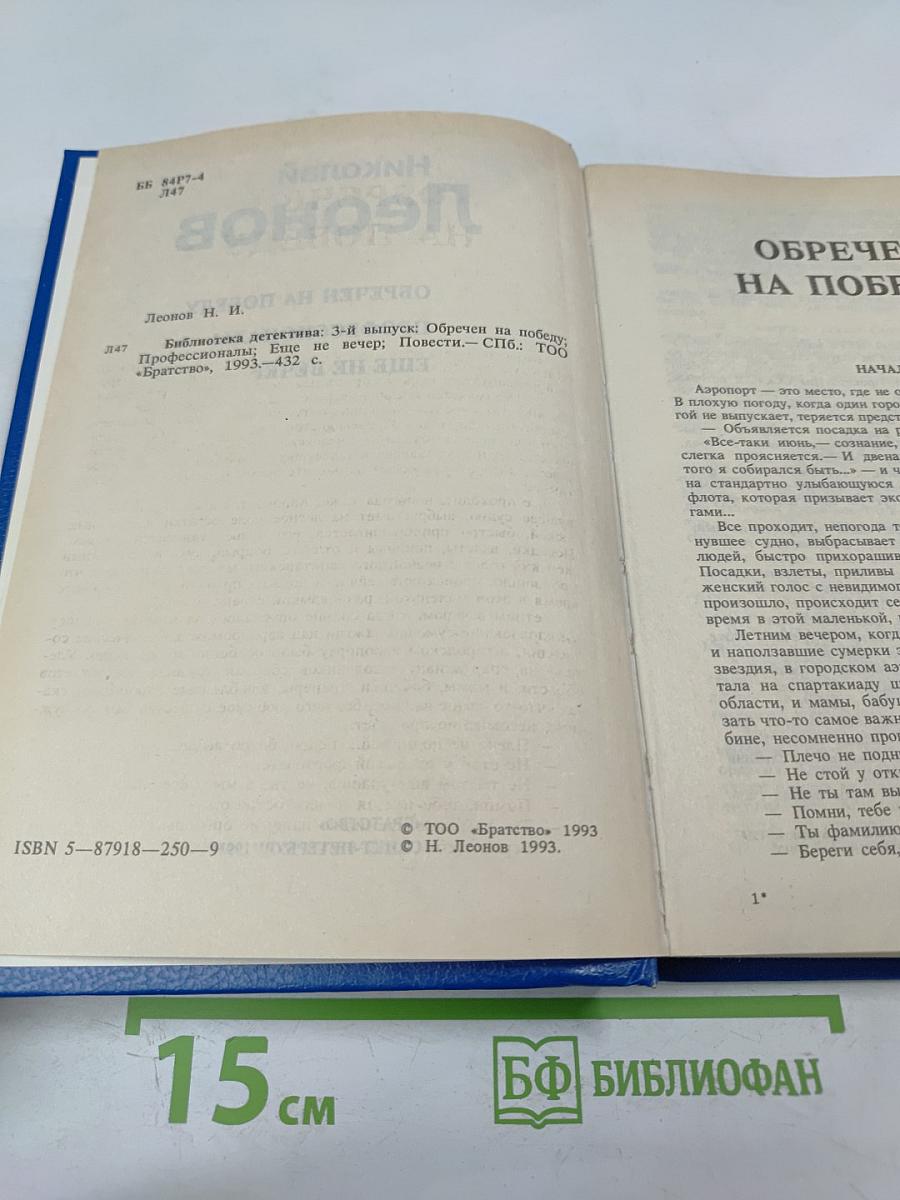 ББ 84Р7-4
Л47
Леонов Н. И.
Л47 Библиотека детектива: 3-й выпуск: Обречен на победу;
Профессионалы; Еще не вечер; Повести.— СПб.: ТОО
«Братство», 1993.—432 с.
ISBN 5—87918—250—9
© ТОО «Братство» 1993
© Н. Леонов 1993.
ОБРЕЧЕ
НА ПОБЕ
НАЧАЛ
Аэропорт — это место, где не с
В плохую погоду, когда один горо
гой не выпускает, теряется предст
— Объявляется посадка на р
«Все-таки июнь,— сознание,
слегка проясняется.— И двена
того я собирался быть...» — и ч
на стандартно улыбающуюся
флота, которая призывает эко
гами...
Все проходит, непогода т
нувшее судно, выбрасывает
людей, быстро прихорашив
Посадки, взлеты, приливы
женский голос с невидимог
произошло, происходит се
время в этой маленькой,
Летним вечером, когд
и наползавшие сумерки з
звездия, в городском аэ
тала на спартакиаду ш
области, и мамы, бабу
зать что-то самое важн
бине, несомненно прои
— Плечо не подн
— Не стой у отк
— Не ты там вы
— Помни, тебе
— Ты фамилию
— Береги себя,
1*
15 см
БФ БИБЛИОФАН